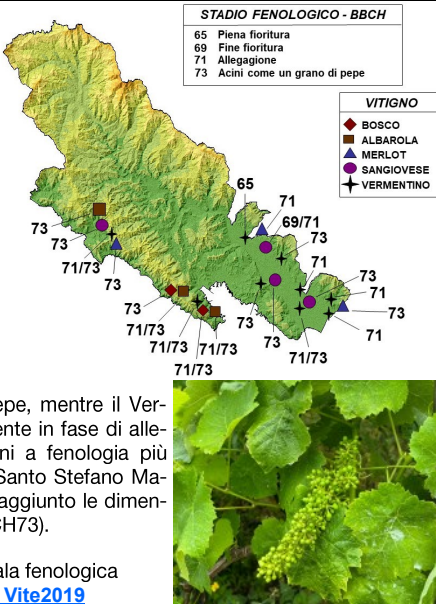 STADIO FENOLOGICO - BBCH
65 Piena fioritura
69 Fine fioritura
71 Allegagione
73 Acini come un grano di pepe
VITIGNO
BOSCO
ALBAROLA
MERLOT
SANGIOVESE
VERMENTINO
65
71
69/71
73
73
73
71/73
73
71
73
71
73
73
73
71
71/73
71/73
71/73
71/73
71/73
epe, mentre il Ver-
ente in fase di alle-
ni a fenologia più
Santo Stefano Ma-
aggiunto le dimen-
CH73).
ala fenologica
Vite2019